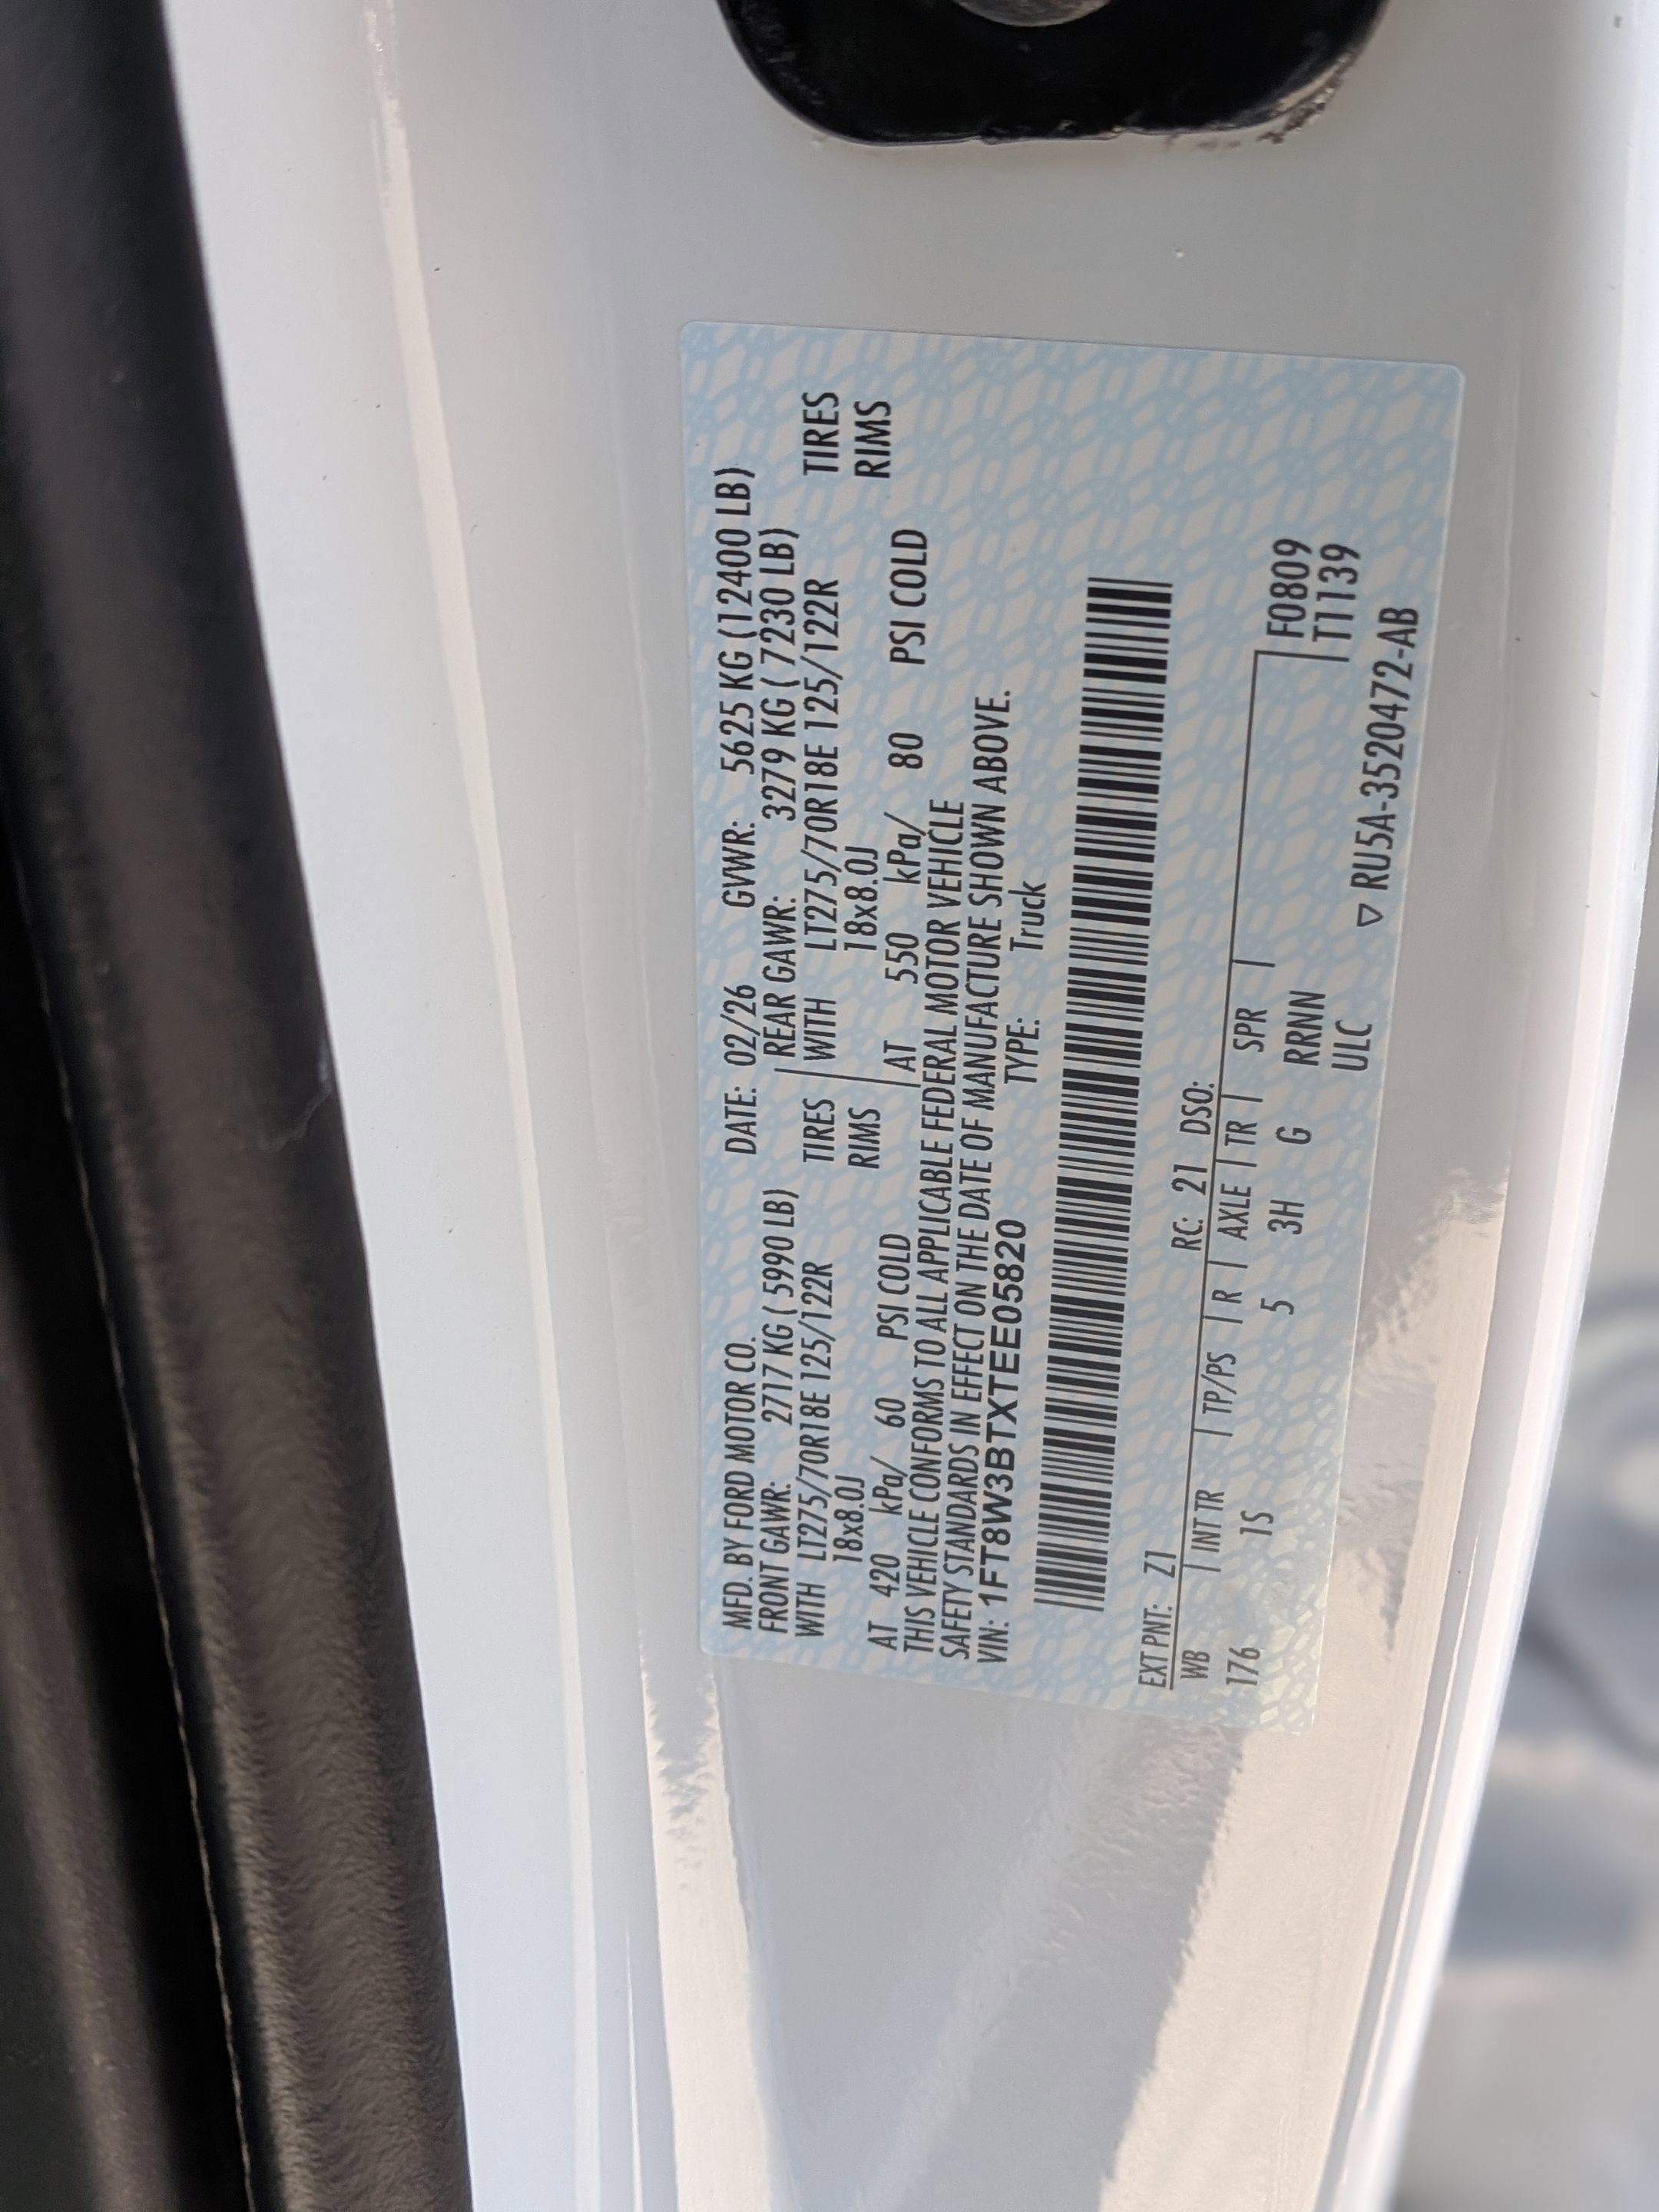 MFD. BY FORD MOTOR CO. DATE: 02/26 GVWR: 5625 KG (12400 LB)
FRONT GAWR: 2717 KG ( 5990 LB) REAR GAWR: 3279 KG ( 7230 LB)
WITH LT275/70R18E 125/122R TIRES WITH LT275/70R18E 125/122R TIRES
18x8.0J RIMS 18x8.0J RIMS
AT 420 kPa/ 60 PSI COLD AT 550 kPa/ 80 PSI COLD
THIS VEHICLE CONFORMS TO ALL APPLICABLE FEDERAL MOTOR VEHICLE
SAFETY STANDARDS IN EFFECT ON THE DATE OF MANUFACTURE SHOWN ABOVE.
VIN: 1FT8W3BTXTEE05820 TYPE: Truck
EXT PNT: Z1 RC: 21 DSO:
WB INT TR TP/PS R AXLE TR SPR F0809
176 1S 5 3H G RRNN T1139
ULC ▽ RU5A-3520472-AB